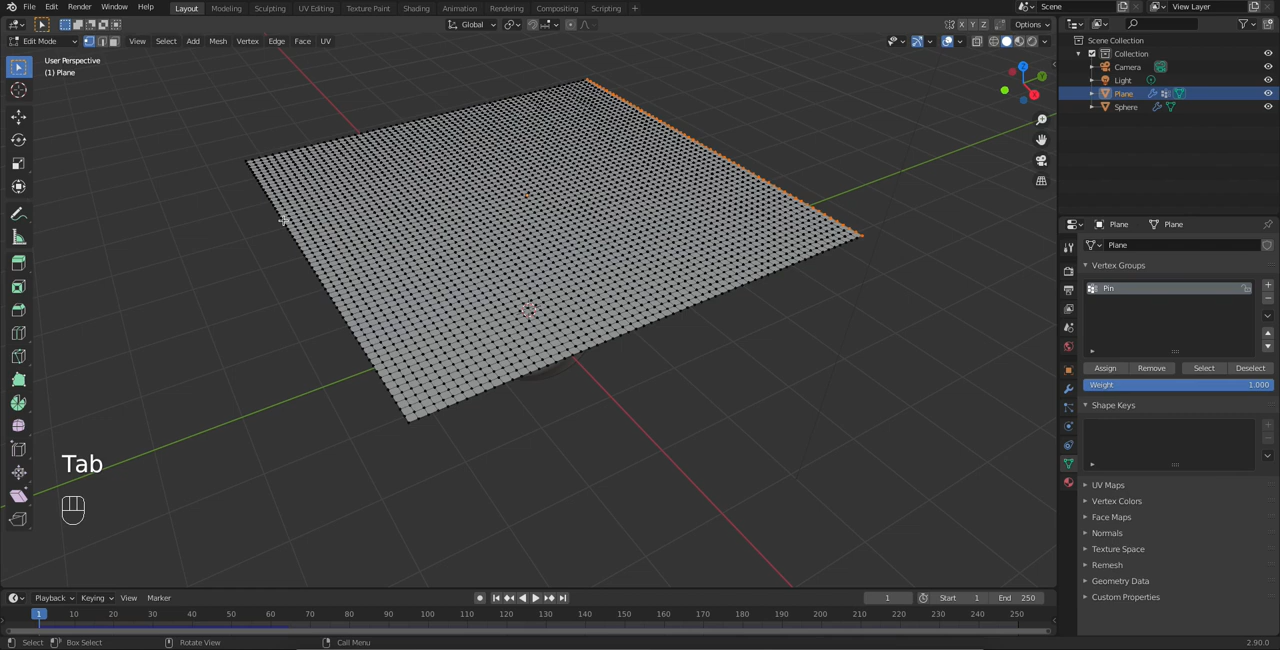 File Edit Render Window Help Layout Modeling Sculpting UV Editing Texture Paint Shading Animation Rendering Compositing Scripting + Scene View Layer
Global X Y Z Options
Edit Mode View Select Add Mesh Vertex Edge Face UV
User Perspective
(1) Plane
Scene Collection
Collection
Camera
Light
Plane
Sphere
Z
Y
X
Plane Plane
Plane
Vertex Groups
Pin
Assign Remove Select Deselect
Weight 1.000
Shape Keys
UV Maps
Vertex Colors
Face Maps
Normals
Texture Space
Remesh
Geometry Data
Custom Properties
Tab
Playback Keying View Marker 1 Start 1 End 250
1 10 20 30 40 50 60 70 80 90 100 110 120 130 140 150 160 170 180 190 200 210 220 230 240 250
Select Box Select Rotate View Call Menu 2.90.0